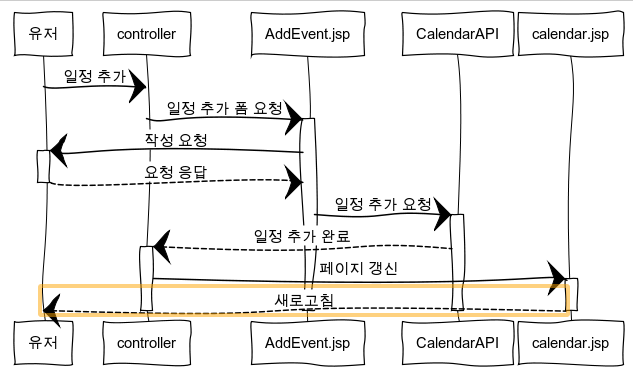 유저
controller
AddEvent.jsp
CalendarAPI
calendar.jsp
일정 추가
일정 추가 폼 요청
작성 요청
요청 응답
일정 추가 요청
일정 추가 완료
페이지 갱신
새로고침
유저
controller
AddEvent.jsp
CalendarAPI
calendar.jsp